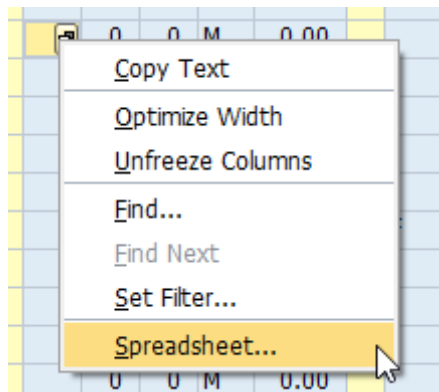 0 0 M 0.00
Copy Text
Optimize Width
Unfreeze Columns
Find...
Find Next
Set Filter...
Spreadsheet...
0 0 M 0.00